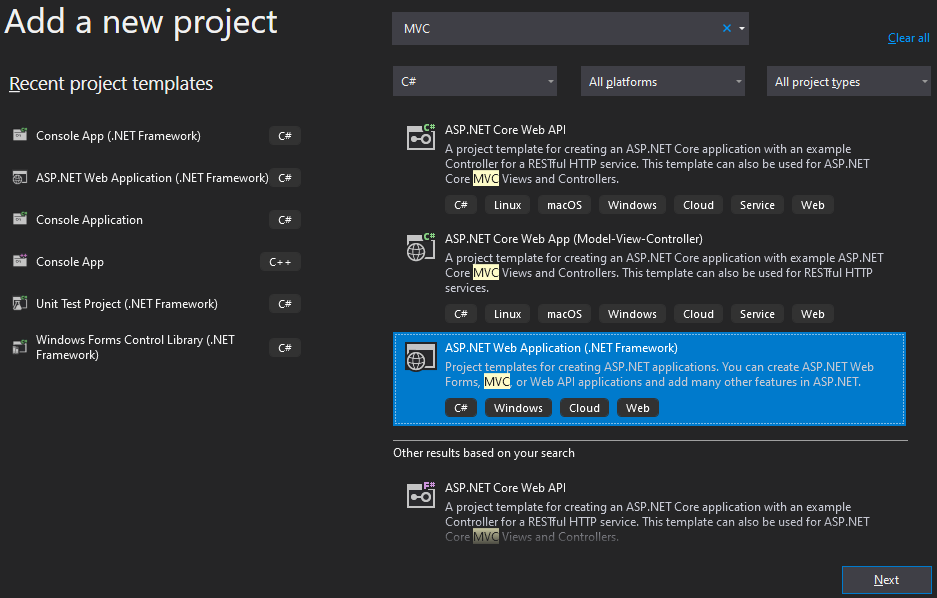 Add a new project
MVC
Clear all
Recent project templates
C#
All platforms
All project types
Console App (.NET Framework)
C#
ASP.NET Web Application (.NET Framework)
C#
Console Application
C#
Console App
C++
Unit Test Project (.NET Framework)
C#
Windows Forms Control Library (.NET
Framework)
C#
C#
ASP.NET Core Web API
A project template for creating an ASP.NET Core application with an example
Controller for a RESTful HTTP service. This template can also be used for ASP.NET
Core MVC Views and Controllers.
C# Linux macOS Windows Cloud Service Web
C#
ASP.NET Core Web App (Model-View-Controller)
A project template for creating an ASP.NET Core application with example ASP.NET
Core MVC Views and Controllers. This template can also be used for RESTful HTTP
services.
C# Linux macOS Windows Cloud Service Web
ASP.NET Web Application (.NET Framework)
Project templates for creating ASP.NET applications. You can create ASP.NET Web
Forms, MVC, or Web API applications and add many other features in ASP.NET.
C# Windows Cloud Web
Other results based on your search
F#
ASP.NET Core Web API
A project template for creating an ASP.NET Core application with an example
Controller for a RESTful HTTP service. This template can also be used for ASP.NET
Core MVC Views and Controllers.
Next